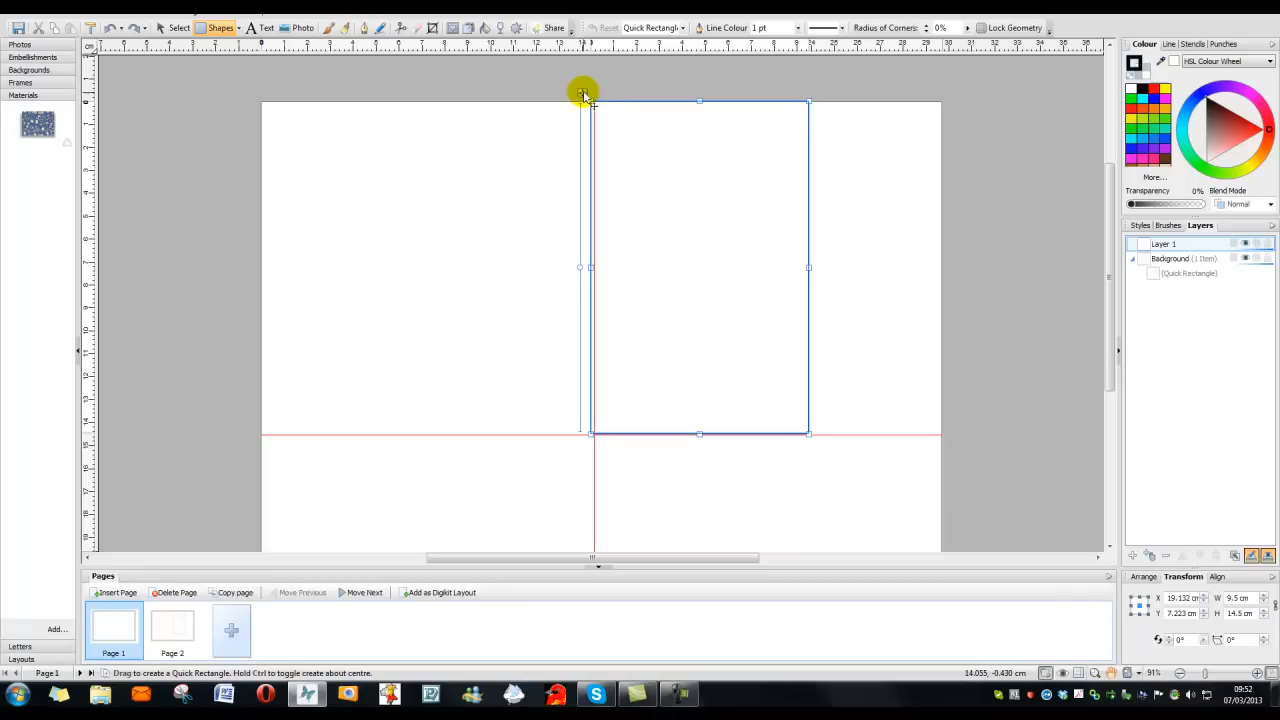 Select Shapes Text Photo Share Reset Quick Rectangl Line Colour 1 pt Radius of Corners: 0% Lock Geometry
Photos
Embellishments
Backgrounds
Frames
Materials
cm
Colour Line Stencils Punches
HSL Colour Wheel
More...
Transparency 0% Blend Mode
Normal
Styles Brushes Layers
Layer 1
Background (1 Item)
(Quick Rectangle)
Pages
Insert Page Delete Page Copy page Move Previous Move Next Add as Digikit Layout
Page 1 Page 2
Add...
Letters
Layouts
Arrange Transform Align
X 19.132 cm W 9.5 cm
Y 7.223 cm H 14.5 cm
0° 0°
Page 1 Drag to create a Quick Rectangle. Hold Ctrl to toggle create about centre. 14.055, -0.430 cm 91%
09:52
07/03/2013